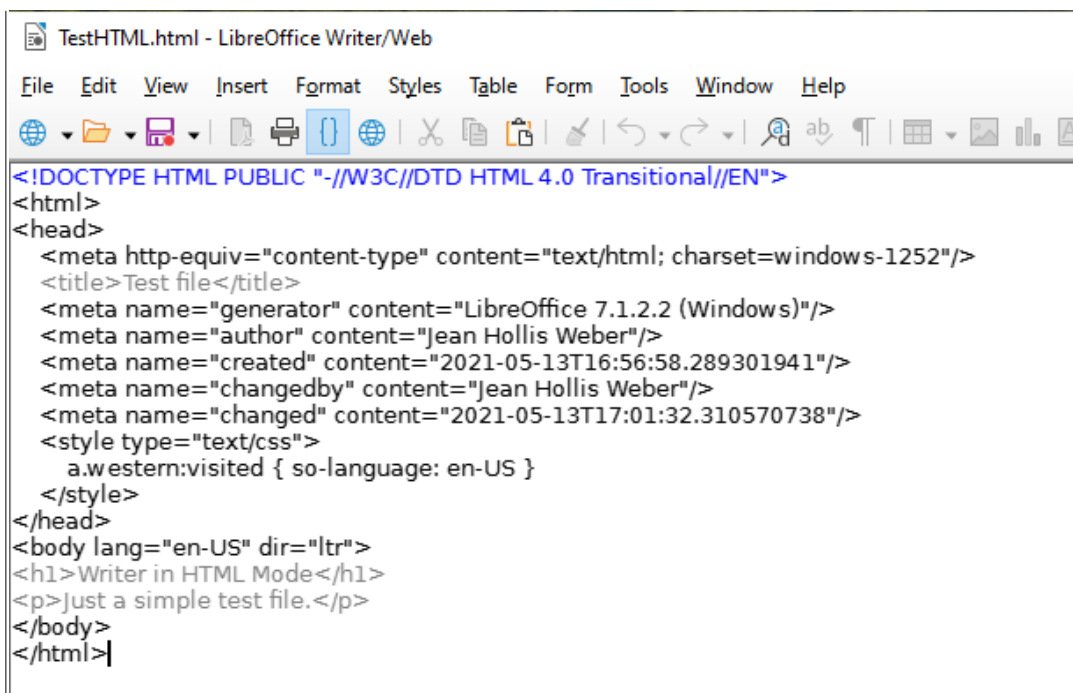 TestHTML.html - LibreOffice Writer/Web
File Edit View Insert Format Styles Table Form Tools Window Help
<!DOCTYPE HTML PUBLIC "-//W3C//DTD HTML 4.0 Transitional//EN">
<html>
<head>
<meta http-equiv="content-type" content="text/html; charset=windows-1252"/>
<title>Test file</title>
<meta name="generator" content="LibreOffice 7.1.2.2 (Windows)"/>
<meta name="author" content="Jean Hollis Weber"/>
<meta name="created" content="2021-05-13T16:56:58.289301941"/>
<meta name="changedby" content="Jean Hollis Weber"/>
<meta name="changed" content="2021-05-13T17:01:32.310570738"/>
<style type="text/css">
a.western:visited { so-language: en-US }
</style>
</head>
<body lang="en-US" dir="ltr">
<h1>Writer in HTML Mode</h1>
<p>Just a simple test file.</p>
</body>
</html>